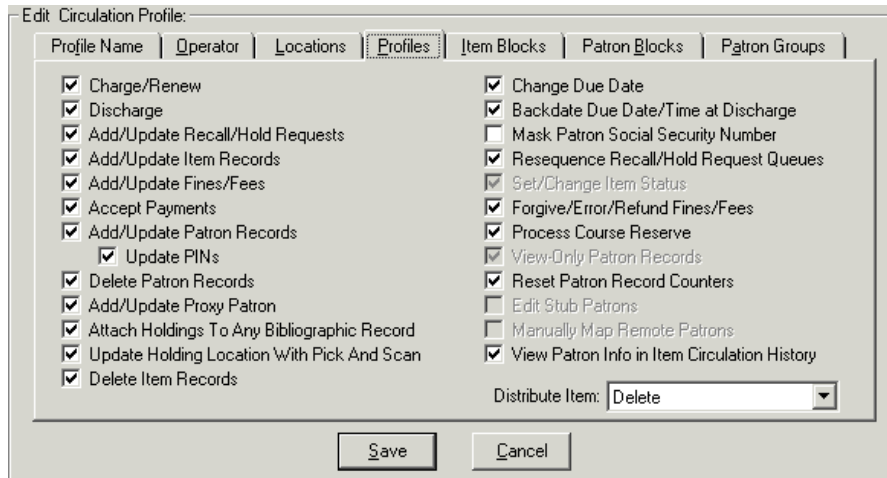 Edit Circulation Profile:
Profile Name
Operator
Locations
Profiles
Item Blocks
Patron Blocks
Patron Groups
Charge/Renew
Discharge
Add/Update Recall/Hold Requests
Add/Update Item Records
Add/Update Fines/Fees
Accept Payments
Add/Update Patron Records
Update PINs
Delete Patron Records
Add/Update Proxy Patron
Attach Holdings To Any Bibliographic Record
Update Holding Location With Pick And Scan
Delete Item Records
Change Due Date
Backdate Due Date/Time at Discharge
Mask Patron Social Security Number
Resequence Recall/Hold Request Queues
Set/Change Item Status
Forgive/Error/Refund Fines/Fees
Process Course Reserve
View-Only Patron Records
Reset Patron Record Counters
Edit Stub Patrons
Manually Map Remote Patrons
View Patron Info in Item Circulation History
Distribute Item: Delete
Save
Cancel